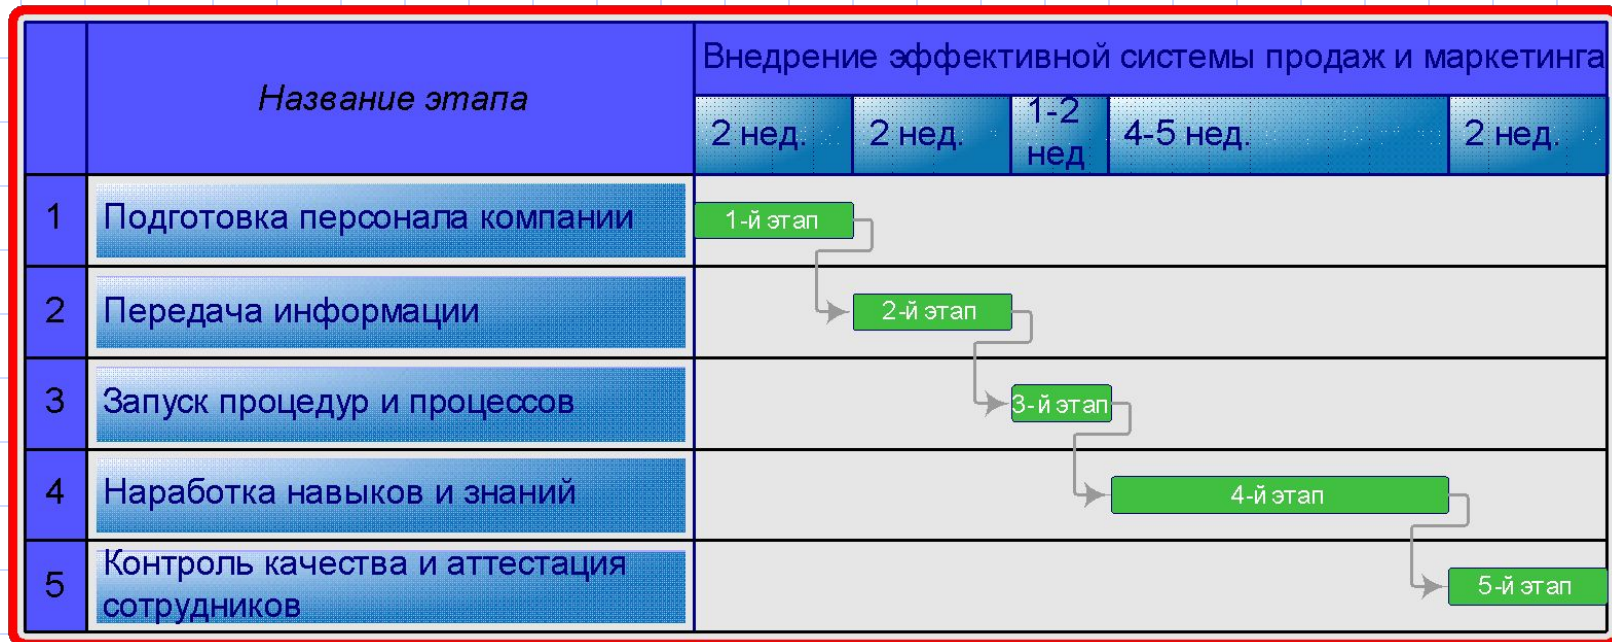 Название этапа
Внедрение эффективной системы продаж и маркетинга
2 нед.
2 нед.
1-2
нед
4-5 нед.
2 нед.
1
Подготовка персонала компании
1-й этап
2
Передача информации
2-й этап
3
Запуск процедур и процессов
3-й этап
4
Наработка навыков и знаний
4-й этап
5
Контроль качества и аттестация
сотрудников
5-й этап